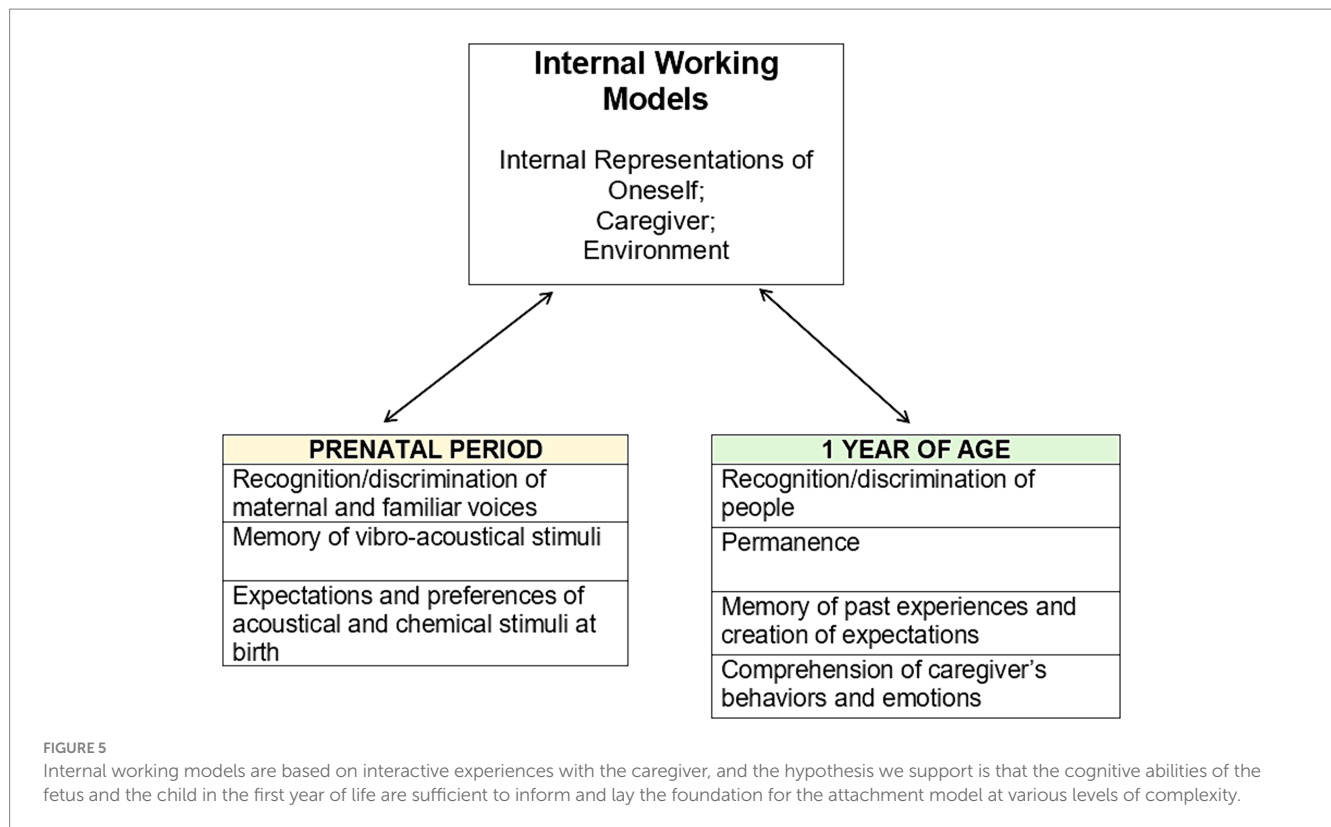 Internal Working
Models
Internal Representations of
Oneself;
Caregiver;
Environment
PRENATAL PERIOD
Recognition/discrimination of
maternal and familiar voices
Memory of vibro-acoustical stimuli
Expectations and preferences of
acoustical and chemical stimuli at
birth
1 YEAR OF AGE
Recognition/discrimination of
people
Permanence
Memory of past experiences and
creation of expectations
Comprehension of caregiver’s
behaviors and emotions
FIGURE 5
Internal working models are based on interactive experiences with the caregiver, and the hypothesis we support is that the cognitive abilities of the
fetus and the child in the first year of life are sufficient to inform and lay the foundation for the attachment model at various levels of complexity.